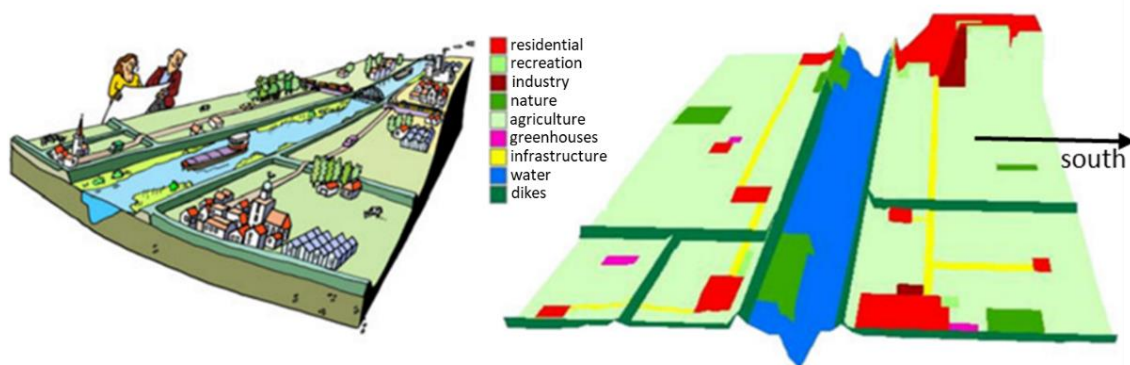 residential
recreation
industry
nature
agriculture
greenhouses
infrastructure
water
dikes
south